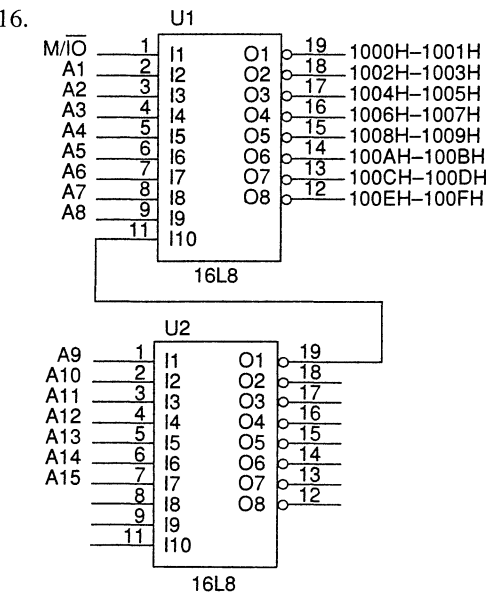 16.
U1
M/IO 1 I1 O1 19 1000H–1001H
A1 2 I2 O2 18 1002H–1003H
A2 3 I3 O3 17 1004H–1005H
A3 4 I4 O4 16 1006H–1007H
A4 5 I5 O5 15 1008H–1009H
A5 6 I6 O6 14 100AH–100BH
A6 7 I7 O7 13 100CH–100DH
A7 8 I8 O8 12 100EH–100FH
A8 9 I9
11 I10
16L8
U2
A9 1 I1 O1 19
A10 2 I2 O2 18
A11 3 I3 O3 17
A12 4 I4 O4 16
A13 5 I5 O5 15
A14 6 I6 O6 14
A15 7 I7 O7 13
8 I8 O8 12
9 I9
11 I10
16L8